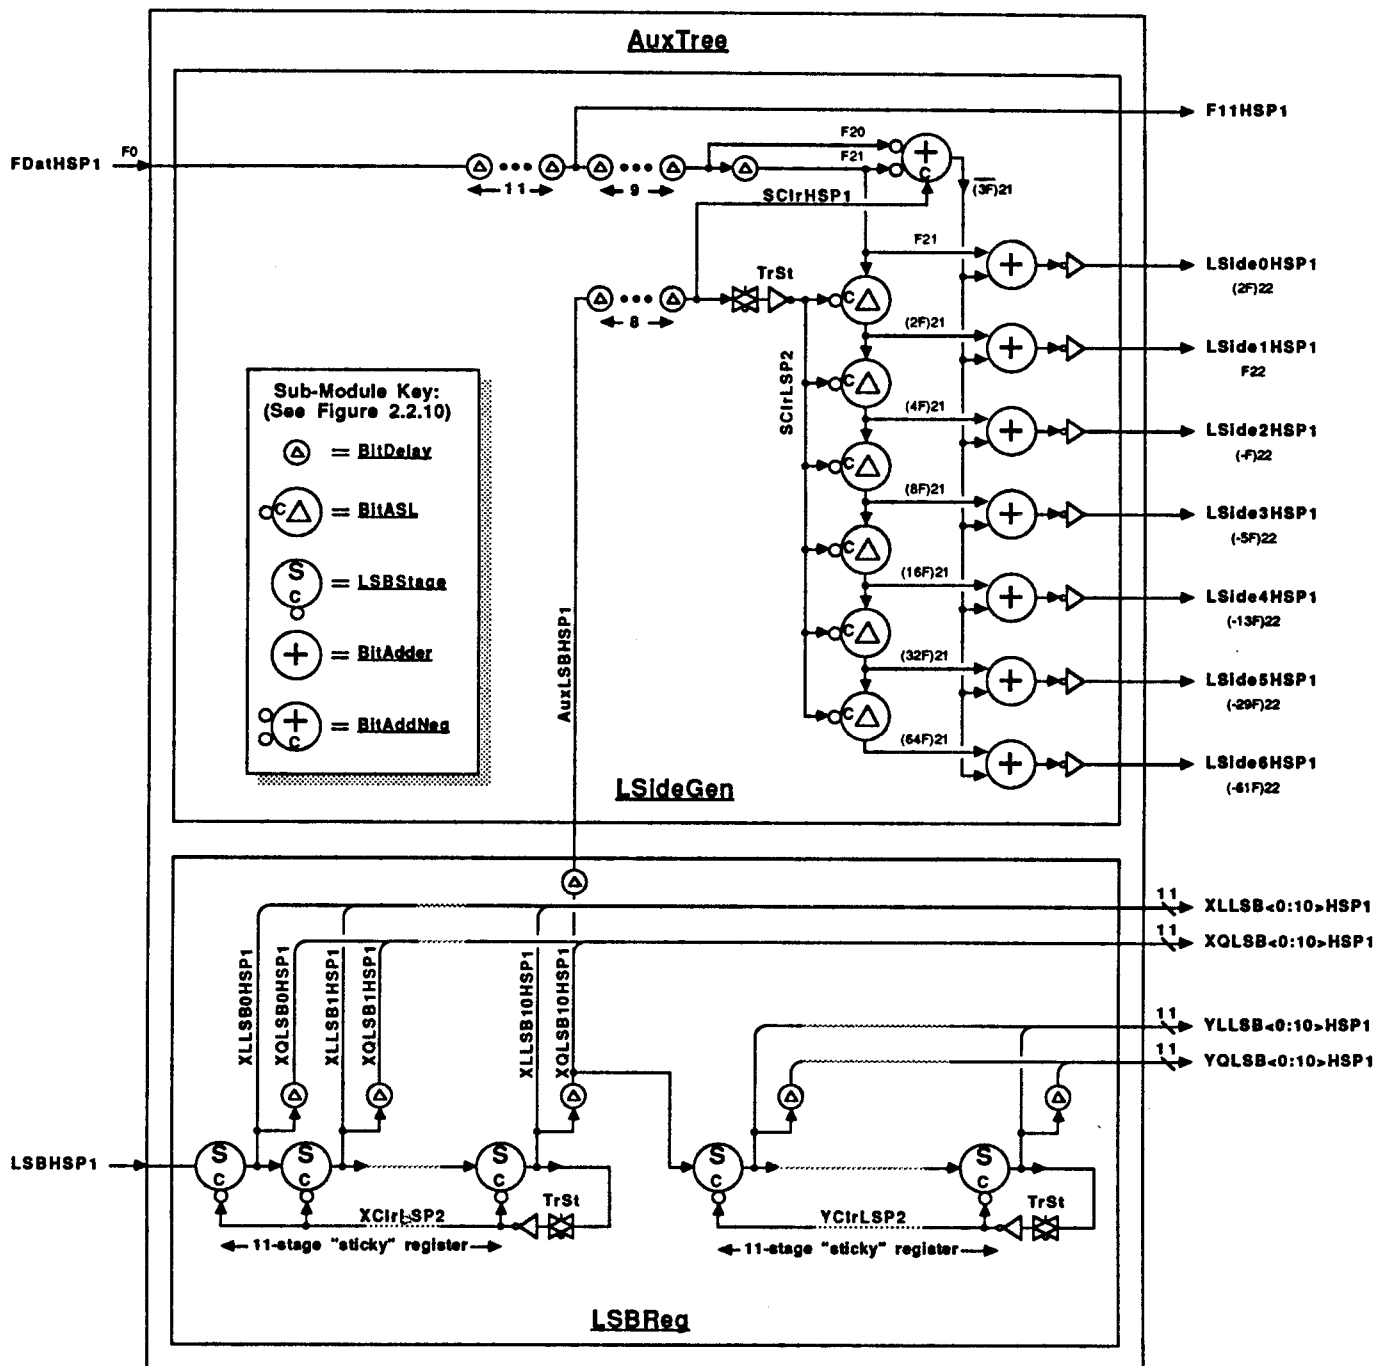 AuxTree
F11HSP1
FDatHSP1
F0
F20
F21
11
9
SClrHSP1
(3F)21
F21
LSide0HSP1
(2F)22
TrSt
8
(2F)21
LSide1HSP1
F22
SClrLSP2
Sub-Module Key:
(See Figure 2.2.10)
= BitDelay
C = BitASL
S C = LSBStage
+ = BitAdder
+ C = BitAddNeg
(4F)21
LSide2HSP1
(-F)22
(8F)21
LSide3HSP1
(-5F)22
(16F)21
LSide4HSP1
(-13F)22
(32F)21
LSide5HSP1
(-29F)22
(64F)21
LSide6HSP1
(-61F)22
AuxLSBHSP1
LSideGen
11
XLLSB<0:10>HSP1
11
XQLSB<0:10>HSP1
XLLSB0HSP1
XQLSB0HSP1
XLLSB1HSP1
XQLSB1HSP1
XLLSB10HSP1
XQLSB10HSP1
11
YLLSB<0:10>HSP1
11
YQLSB<0:10>HSP1
LSBHSP1
S C
S C
S C
S C
S C
TrSt
TrSt
XClrLSP2
YClrLSP2
11-stage "sticky" register
11-stage "sticky" register
LSBReg